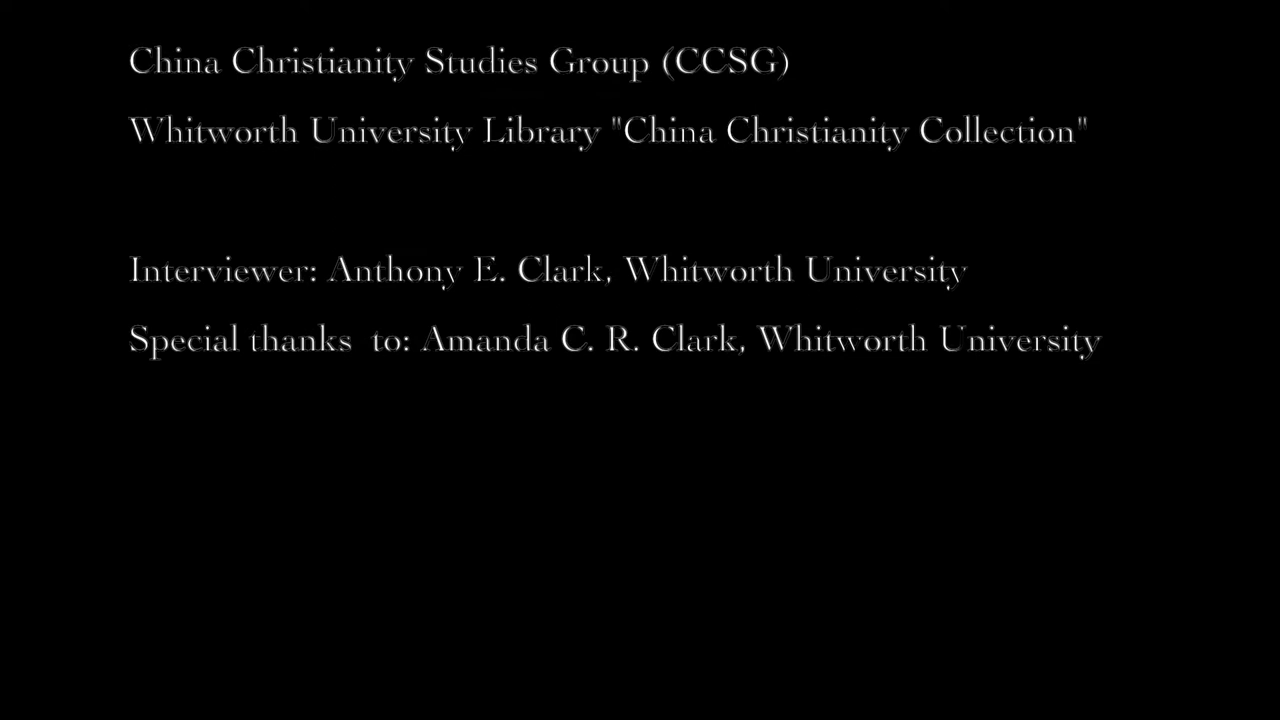 China Christianity Studies Group (CCSG)
Whitworth University Library "China Christianity Collection"
Interviewer: Anthony E. Clark, Whitworth University
Special thanks  to: Amanda C. R. Clark, Whitworth University